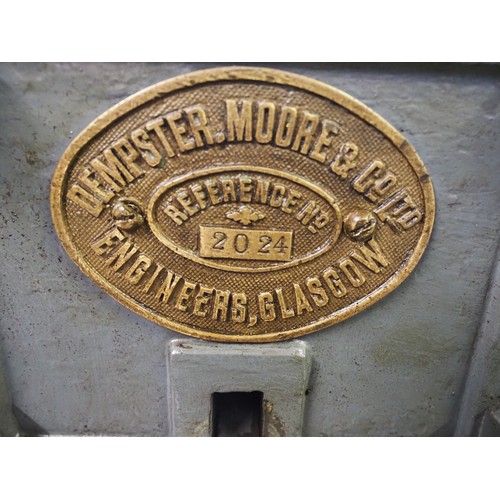 DEMPSTER, MOORE & CO LTD
REFERENCE NO
2024
ENGINEERS, GLASGOW